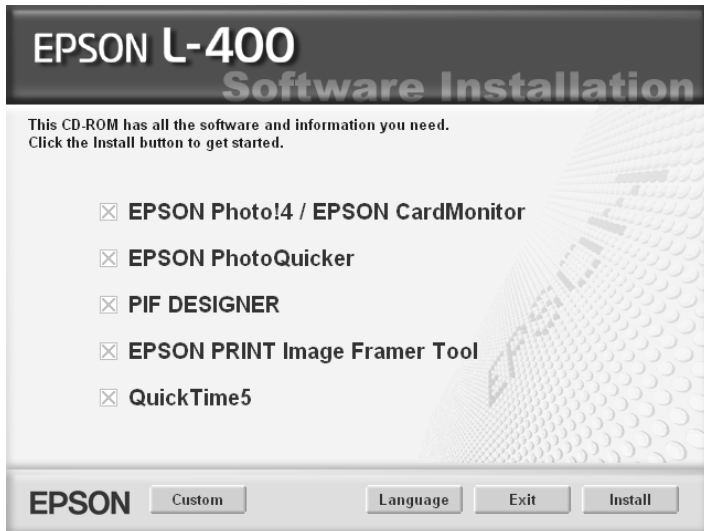 EPSON L-400
Software Installation
This CD-ROM has all the software and information you need.
Click the Install button to get started.
EPSON Photo!4 / EPSON CardMonitor
EPSON PhotoQuicker
PIF DESIGNER
EPSON PRINT Image Framer Tool
QuickTime5
EPSON
EPSON Custom Language Exit Install